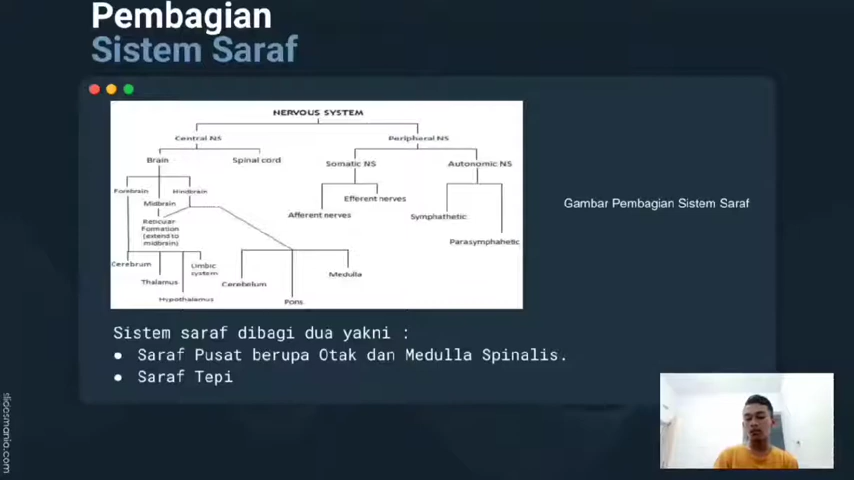 Pembagian
Sistem Saraf
NERVOUS SYSTEM
Central NS
Peripheral NS
Brain
Spinal cord
Somatic NS
Autonomic NS
Forebrain
Hindbrain
Midbrain
Efferent nerves
Afferent nerves
Symphathetic
Reticular
Formation
(extend to
midbrain)
Parasymphahetic
Cerebrum
Limbic
system
Thalamus
Hypothalamus
Cerebelum
Medulla
Pons
Gambar Pembagian Sistem Saraf
Sistem saraf dibagi dua yakni :
● Saraf Pusat berupa Otak dan Medulla Spinalis.
● Saraf Tepi
slidesmania.com